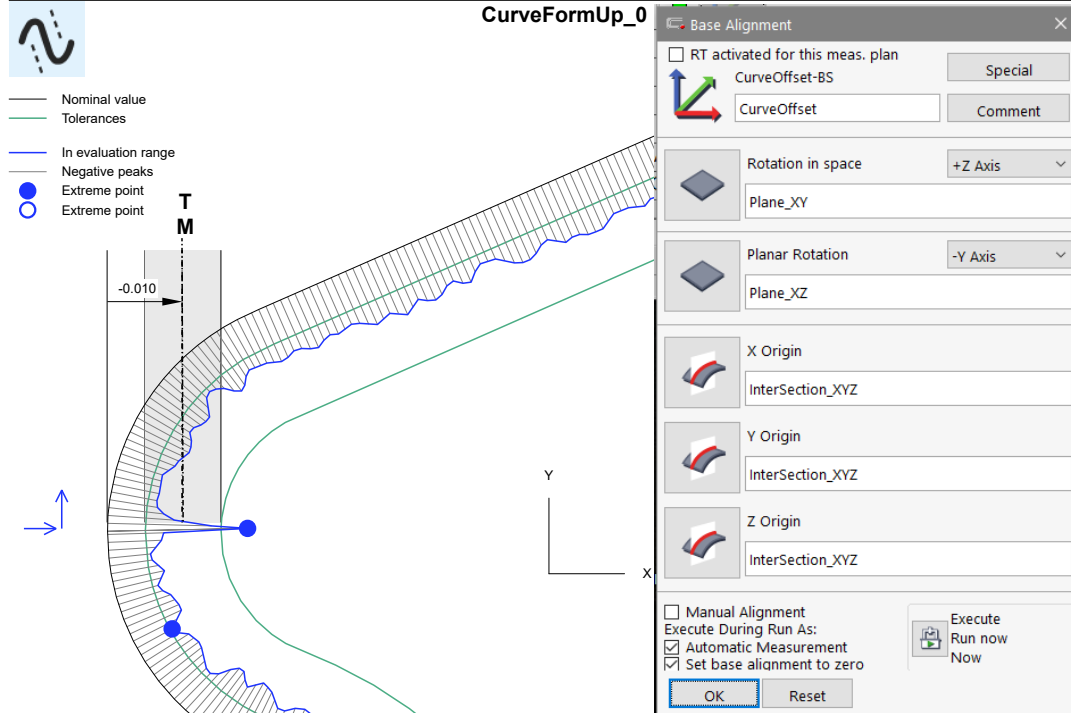 CurveFormUp_0
Nominal value
Tolerances
In evaluation range
Negative peaks
Extreme point
Extreme point
T
M
-0.010
Y
X
Base Alignment
RT activated for this meas. plan
CurveOffset-BS
Special
CurveOffset
Comment
Rotation in space
+Z Axis
Plane_XY
Planar Rotation
-Y Axis
Plane_XZ
X Origin
InterSection_XYZ
Y Origin
InterSection_XYZ
Z Origin
InterSection_XYZ
Manual Alignment
Execute During Run As:
Automatic Measurement
Set base alignment to zero
Execute
Run now
Now
OK
Reset